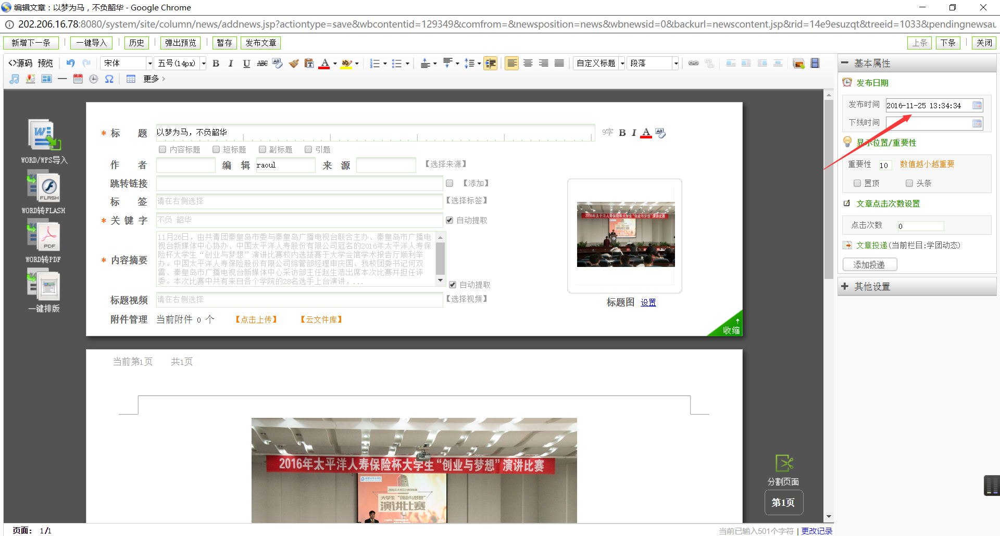 编辑文章：以梦为马，不负韶华 - Google Chrome
202.206.16.78:8080/system/site/column/news/addnews.jsp?actiontype=save&wbcontentid=129349&comfrom=&newsposition=news&wbnewsid=0&backurl=newscontent.jsp&rid=14e9esuzqt&treeid=1033&pendingnewsau
新增下一条 一键导入 历史 弹出预览 暂存 发布文章 上条 下条 关闭
<>源码 预览 宋体 五号(14px) B I U ABC A ab 自定义标题 段落
Ω 更多
基本属性
发布日期
发布时间 2016-11-25 13:34:34
下线时间
显示位置/重要性
重要性 10 数值越小越重要
置顶 头条
文章点击次数设置
点击次数 0
文章投递(当前栏目:学团动态)
添加投递
其他设置
WORD/WPS导入
FLASH
WORD转FLASH
PDF
WORD转PDF
一键排版
* 标 题 以梦为马，不负韶华 9字 B I A
内容标题 短标题 副标题 引题
作 者 编 辑 raoul 来 源 【选择来源】
跳转链接 【添加】
标 签 请在右侧选择 【选择标签】
* 关 键 字 不负 韶华 自动提取
* 内容摘要
11月26日，由共青团秦皇岛市委与秦皇岛广播电视台联合主办、秦皇岛市广播电
视台新媒体中心协办、中国太平洋人寿股份有限公司冠名的2016年太平洋人寿保
险杯大学生“创业与梦想”演讲比赛校内选拔赛于大学会馆学术报告厅顺利举
办。中国太平洋人寿保险股份有限公司综管部经理申庆国、我校团委书记何双
雷、秦皇岛市广播电视台新媒体中心采访部主任赵生浩出席本次比赛并担任评
委。本次比赛中共有来自各个学院的28名选手上台演讲，...
自动提取
标题视频 请在右侧选择 【选择视频】
附件管理 当前附件 0 个 【点击上传】 【云文件库】
2016年太平洋人寿保险杯大学生“创业与梦想”演讲比赛
演讲比赛
标题图 设置
收缩
当前第1页 共1页
2016年太平洋人寿保险杯大学生“创业与梦想”演讲比赛
大学生“创业与梦想”
演讲比赛
分割页面
第1页
页面： 1/1
当前已输入501个字符 | 更改记录